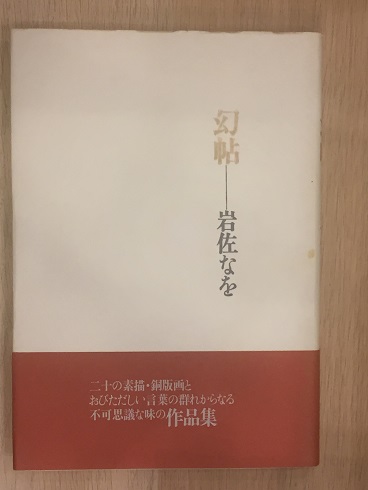 幻帖——岩佐なを
二十の素描・銅版画と
おびただしい言葉の群れからなる
不可思議な味の作品集